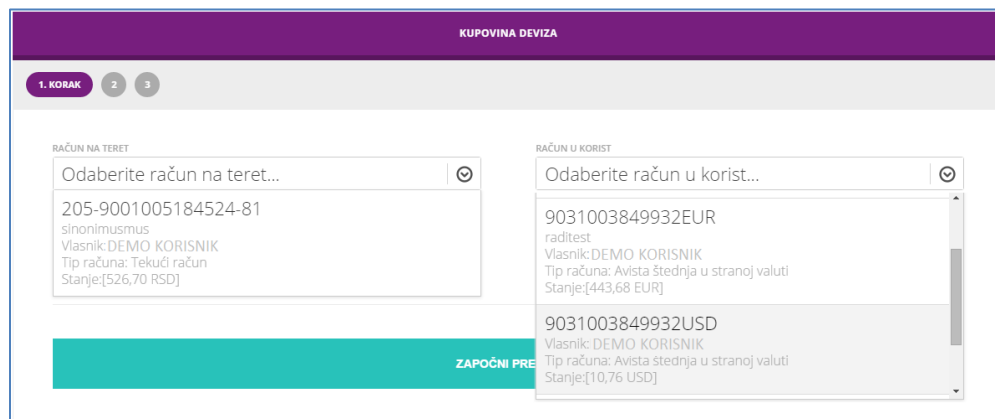 KUPOVINA DEVIZA
1. KORAK 2 3
RAČUN NA TERET
Odaberite račun na teret...
205-9001005184524-81
sinonimusmus
Vlasnik:DEMO KORISNIK
Tip računa: Tekući račun
Stanje:[526,70 RSD]
RAČUN U KORIST
Odaberite račun u korist...
9031003849932EUR
raditest
Vlasnik:DEMO KORISNIK
Tip računa: Avista štednja u stranoj valuti
Stanje:[443,68 EUR]
9031003849932USD
Vlasnik: DEMO KORISNIK
Tip računa: Avista štednja u stranoj valuti
Stanje:[10,76 USD]
ZAPOČNI PRE